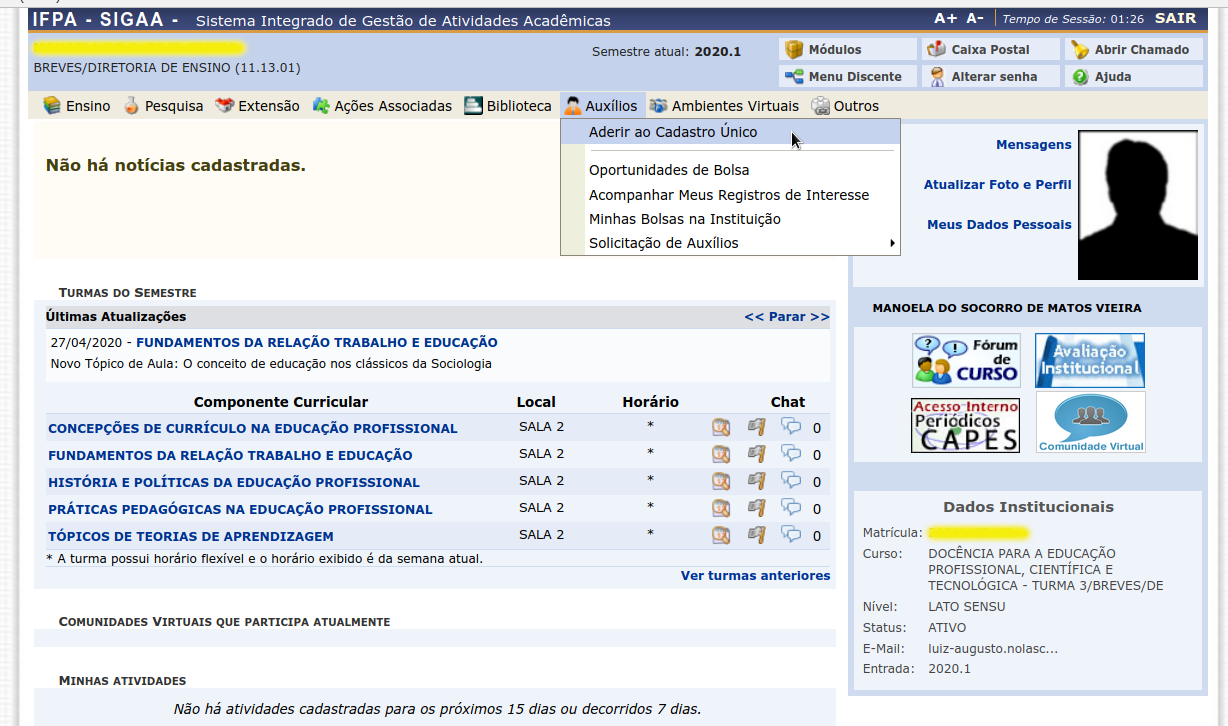 IFPA - SIGAA - Sistema Integrado de Gestão de Atividades Acadêmicas
A+ A- Tempo de Sessão: 01:26 SAIR
BREVES/DIRETORIA DE ENSINO (11.13.01)
Semestre atual: 2020.1
Módulos Caixa Postal Abrir Chamado
Menu Discente Alterar senha Ajuda
Ensino Pesquisa Extensão Ações Associadas Biblioteca Auxílios Ambientes Virtuais Outros
Aderir ao Cadastro Único
Oportunidades de Bolsa
Acompanhar Meus Registros de Interesse
Minhas Bolsas na Instituição
Solicitação de Auxílios
Não há notícias cadastradas.
Mensagens
Atualizar Foto e Perfil
Meus Dados Pessoais
TURMAS DO SEMESTRE
Últimas Atualizações << Parar >>
27/04/2020 - FUNDAMENTOS DA RELAÇÃO TRABALHO E EDUCAÇÃO
Novo Tópico de Aula: O conceito de educação nos clássicos da Sociologia
Componente Curricular Local Horário Chat
CONCEPÇÕES DE CURRÍCULO NA EDUCAÇÃO PROFISSIONAL SALA 2 * 0
FUNDAMENTOS DA RELAÇÃO TRABALHO E EDUCAÇÃO SALA 2 * 0
HISTÓRIA E POLÍTICAS DA EDUCAÇÃO PROFISSIONAL SALA 2 * 0
PRÁTICAS PEDAGÓGICAS NA EDUCAÇÃO PROFISSIONAL SALA 2 * 0
TÓPICOS DE TEORIAS DE APRENDIZAGEM SALA 2 * 0
* A turma possui horário flexível e o horário exibido é da semana atual.
Ver turmas anteriores
COMUNIDADES VIRTUAIS QUE PARTICIPA ATUALMENTE
MINHAS ATIVIDADES
Não há atividades cadastradas para os próximos 15 dias ou decorridos 7 dias.
MANOELA DO SOCORRO DE MATOS VIEIRA
Fórum
de
CURSO
Avaliação
Institucional
Acesso Interno
Periódicos
CAPES
Comunidade Virtual
Dados Institucionais
Matrícula:
Curso: DOCÊNCIA PARA A EDUCAÇÃO
PROFISSIONAL, CIENTÍFICA E
TECNOLÓGICA - TURMA 3/BREVES/DE
Nível: LATO SENSU
Status: ATIVO
E-Mail: luiz-augusto.nolasc...
Entrada: 2020.1